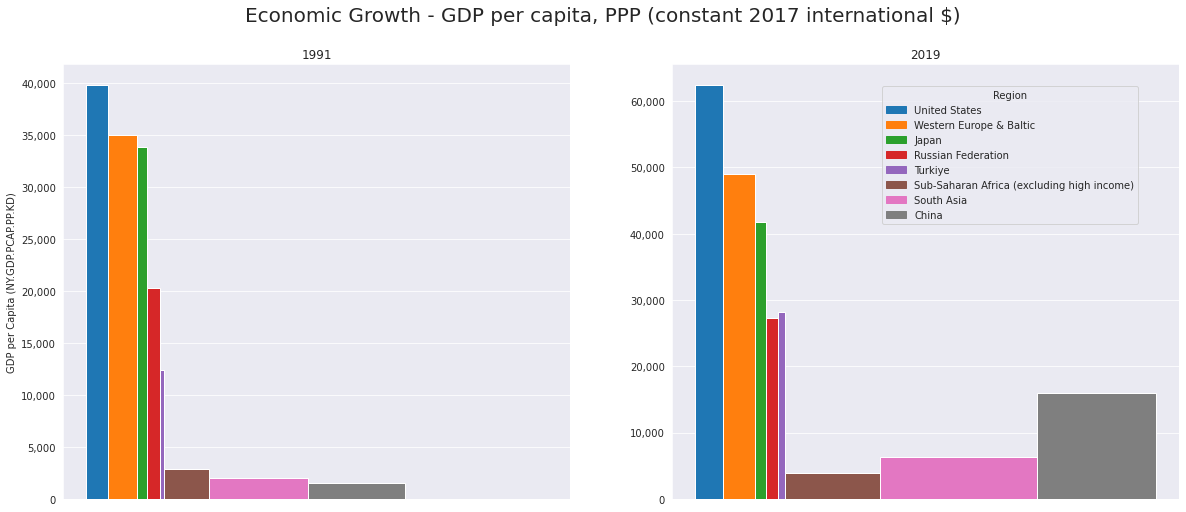 Economic Growth - GDP per capita, PPP (constant 2017 international $)
1991
GDP per Capita (NY.GDP.PCAP.PP.KD)
40,000
35,000
30,000
25,000
20,000
15,000
10,000
5,000
0
2019
60,000
50,000
40,000
30,000
20,000
10,000
0
Region
United States
Western Europe & Baltic
Japan
Russian Federation
Turkiye
Sub-Saharan Africa (excluding high income)
South Asia
China